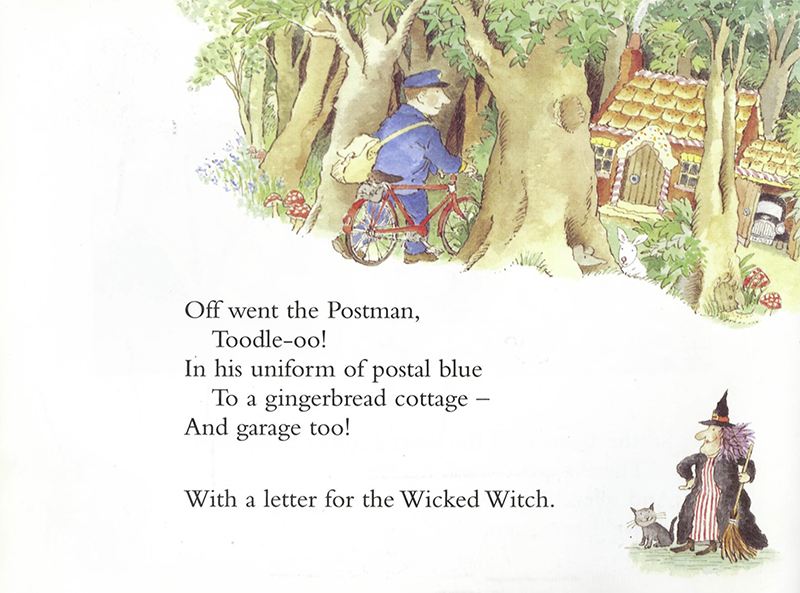 Off went the Postman,
Toodle-oo!
In his uniform of postal blue
To a gingerbread cottage –
And garage too!
With a letter for the Wicked Witch.